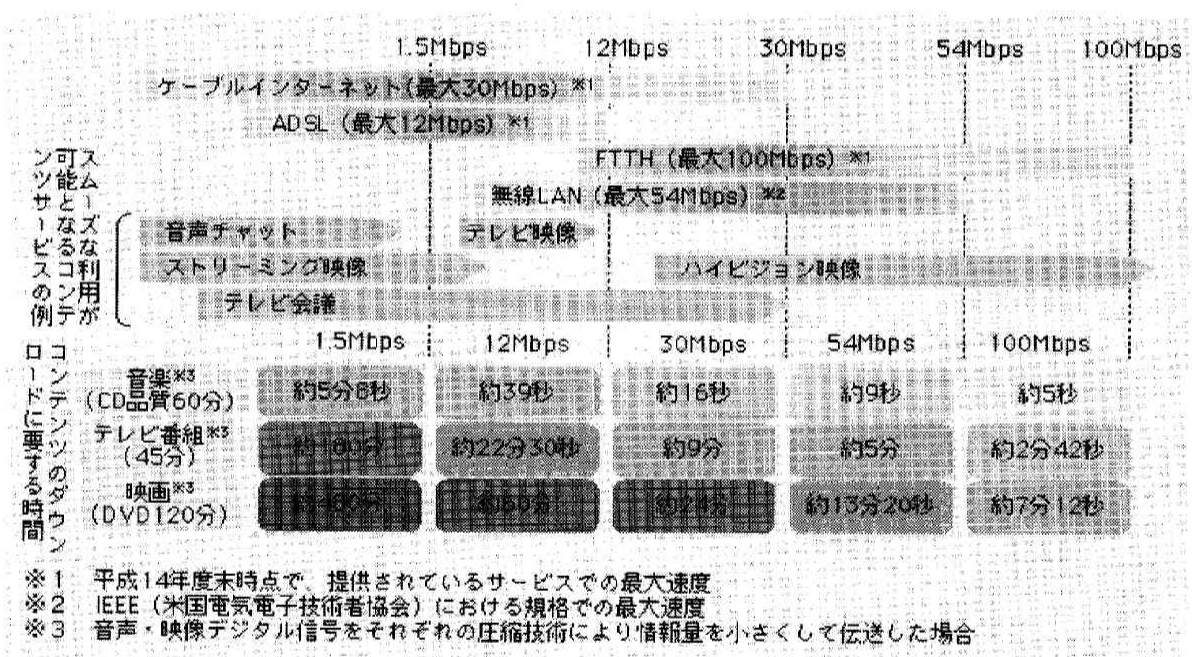 1.5Mbps 12Mbps 30Mbps 54Mbps 100Mbps
ケーブルインターネット(最大30Mbps) ※1
ADSL (最大12Mbps) ※1
FTTH (最大100Mbps) ※1
無線LAN (最大54Mbps) ※2
スムーズな利用が
可能となるコンテ
ンツサービスの例
音声チャット テレビ映像
ストリーミング映像 ハイビジョン映像
テレビ会議
1.5Mbps 12Mbps 30Mbps 54Mbps 100Mbps
コンテンツのダウン
ロードに要する時間
音楽※3
(CD品質60分)
約39秒 約16秒 約9秒 約5秒
テレビ番組※3
(45分)
約180分 約22分30秒 約9分 約5分 約2分42秒
映画※3
(DVD120分)
約480分 約60分 約24分 約13分20秒 約7分12秒
※1 平成14年度末時点で、提供されているサービスでの最大速度
※2 IEEE（米国電気電子技術者協会）における規格での最大速度
※3 音声・映像デジタル信号をそれぞれの圧縮技術により情報量を小さくして伝送した場合